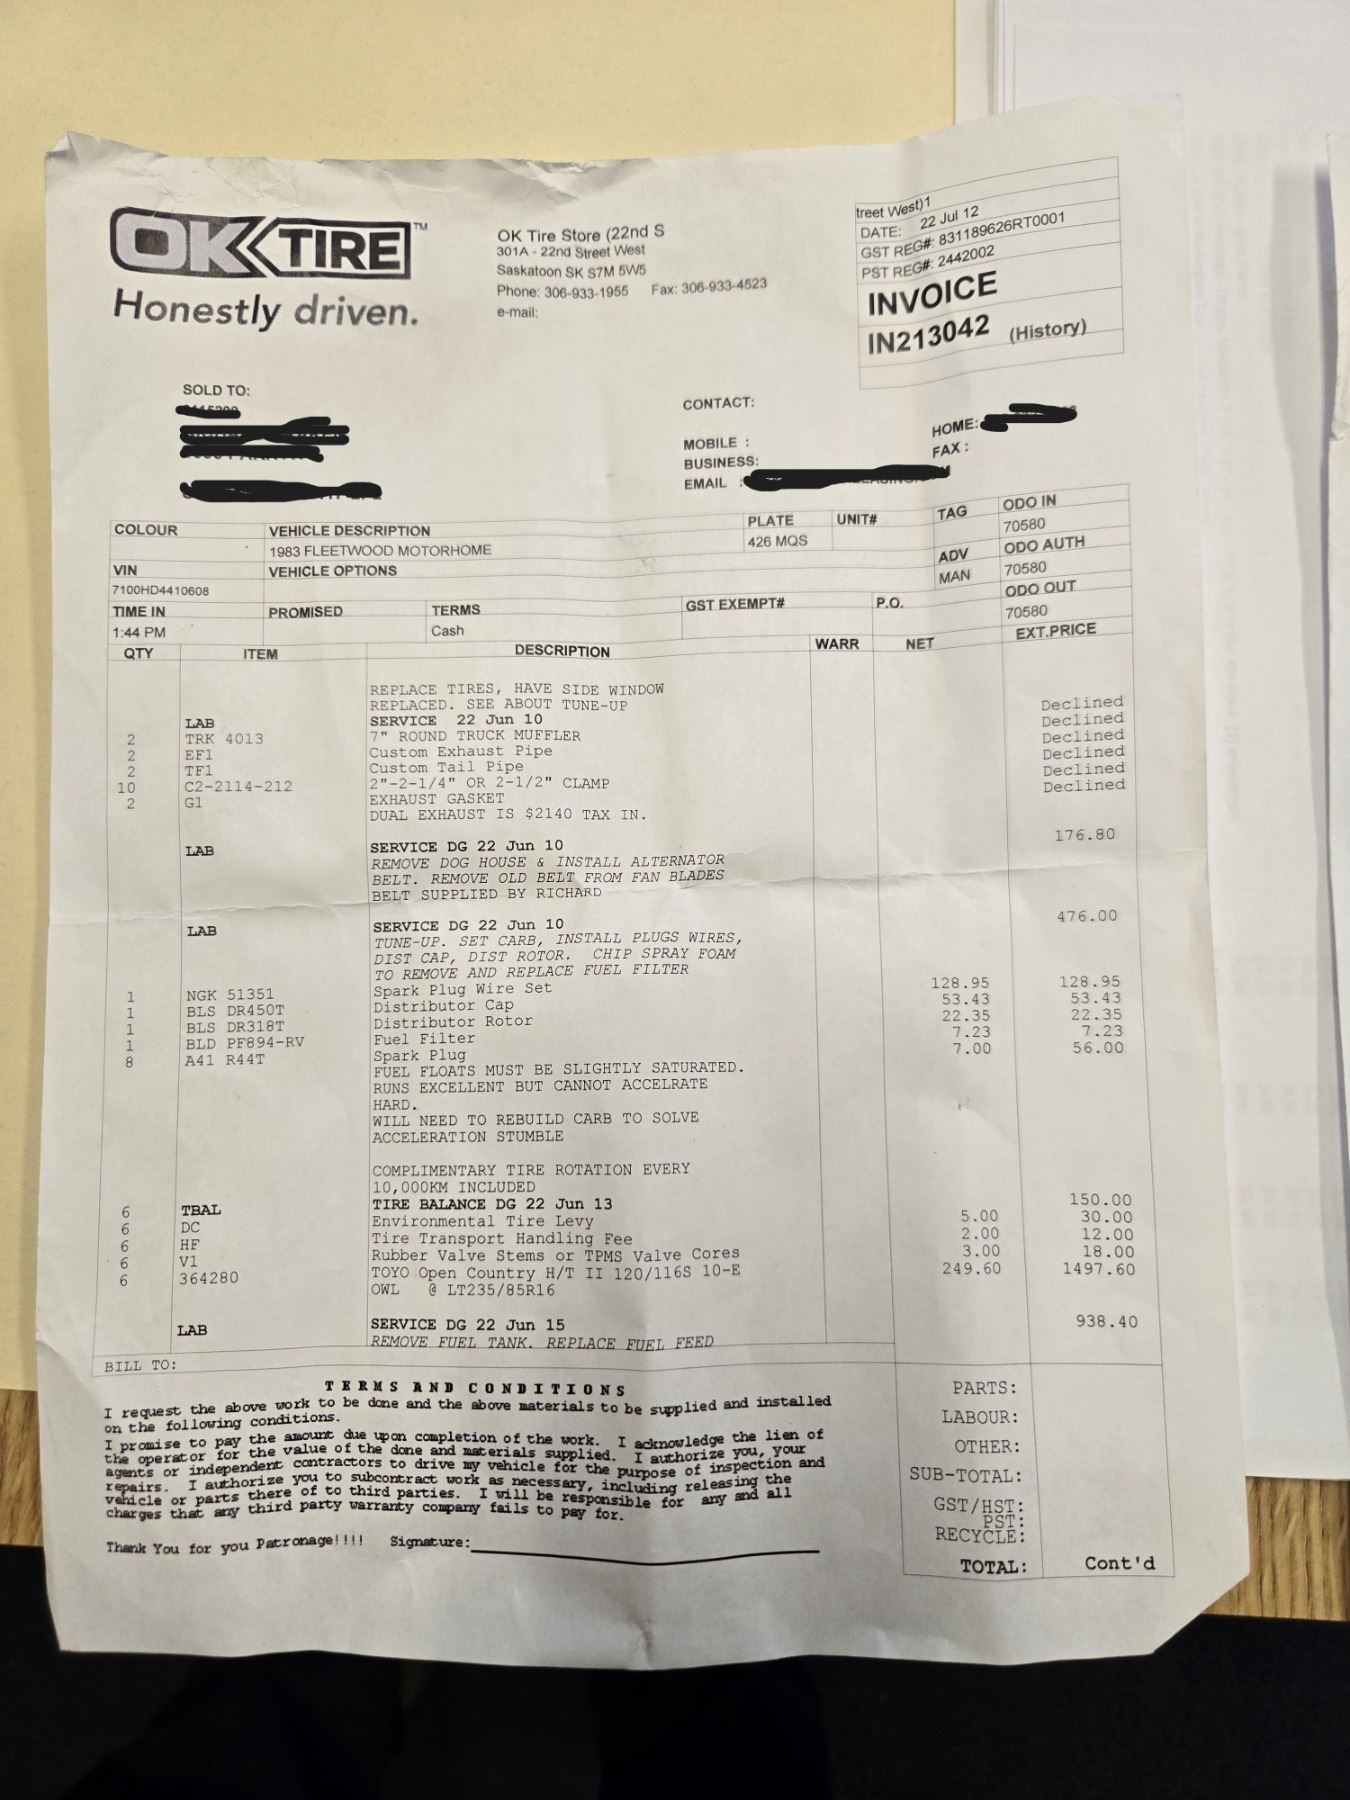 OK TIRE™
Honestly driven.
OK Tire Store (22nd S
301A - 22nd Street West
Saskatoon SK S7M 5W5
Phone: 306-933-1955 Fax: 306-933-4523
e-mail:
treet West)1
DATE: 22 Jul 12
GST REG#: 831189626RT0001
PST REG#: 2442002
INVOICE
IN213042 (History)
SOLD TO:
CONTACT:
MOBILE :
BUSINESS:
EMAIL :
HOME:
FAX :
COLOUR VEHICLE DESCRIPTION PLATE UNIT# TAG ODO IN
1983 FLEETWOOD MOTORHOME 426 MQS 70580
VIN VEHICLE OPTIONS ADV ODO AUTH
7100HD4410608 MAN 70580
TIME IN PROMISED TERMS GST EXEMPT# P.O. ODO OUT
1:44 PM Cash 70580
QTY ITEM DESCRIPTION WARR NET EXT.PRICE
REPLACE TIRES, HAVE SIDE WINDOW
REPLACED. SEE ABOUT TUNE-UP
LAB SERVICE 22 Jun 10 Declined
2 TRK 4013 7" ROUND TRUCK MUFFLER Declined
2 EF1 Custom Exhaust Pipe Declined
2 TF1 Custom Tail Pipe Declined
10 C2-2114-212 2"-2-1/4" OR 2-1/2" CLAMP Declined
2 G1 EXHAUST GASKET Declined
DUAL EXHAUST IS $2140 TAX IN.
LAB SERVICE DG 22 Jun 10 176.80
REMOVE DOG HOUSE & INSTALL ALTERNATOR
BELT. REMOVE OLD BELT FROM FAN BLADES
BELT SUPPLIED BY RICHARD
LAB SERVICE DG 22 Jun 10 476.00
TUNE-UP. SET CARB, INSTALL PLUGS WIRES,
DIST CAP, DIST ROTOR. CHIP SPRAY FOAM
TO REMOVE AND REPLACE FUEL FILTER
1 NGK 51351 Spark Plug Wire Set 128.95 128.95
1 BLS DR450T Distributor Cap 53.43 53.43
1 BLS DR318T Distributor Rotor 22.35 22.35
1 BLD PF894-RV Fuel Filter 7.23 7.23
8 A41 R44T Spark Plug 7.00 56.00
FUEL FLOATS MUST BE SLIGHTLY SATURATED.
RUNS EXCELLENT BUT CANNOT ACCELRATE
HARD.
WILL NEED TO REBUILD CARB TO SOLVE
ACCELERATION STUMBLE
COMPLIMENTARY TIRE ROTATION EVERY
10,000KM INCLUDED
6 TBAL TIRE BALANCE DG 22 Jun 13 150.00
6 DC Environmental Tire Levy 5.00 30.00
6 HF Tire Transport Handling Fee 2.00 12.00
6 V1 Rubber Valve Stems or TPMS Valve Cores 3.00 18.00
6 364280 TOYO Open Country H/T II 120/116S 10-E 249.60 1497.60
OWL @ LT235/85R16
LAB SERVICE DG 22 Jun 15 938.40
REMOVE FUEL TANK. REPLACE FUEL FEED
BILL TO:
TERMS AND CONDITIONS
I request the above work to be done and the above materials to be supplied and installed
on the following conditions.
I promise to pay the amount due upon completion of the work. I acknowledge the lien of
the operator for the value of the done and materials supplied. I authorize you, your
agents or independent contractors to drive my vehicle for the purpose of inspection and
repairs. I authorize you to subcontract work as necessary, including releasing the
vehicle or parts there of to third parties. I will be responsible for any and all
charges that any third party warranty company fails to pay for.
Thank You for you Patronage!!!! Signature:
PARTS:
LABOUR:
OTHER:
SUB-TOTAL:
GST/HST:
PST:
RECYCLE:
TOTAL: Cont'd